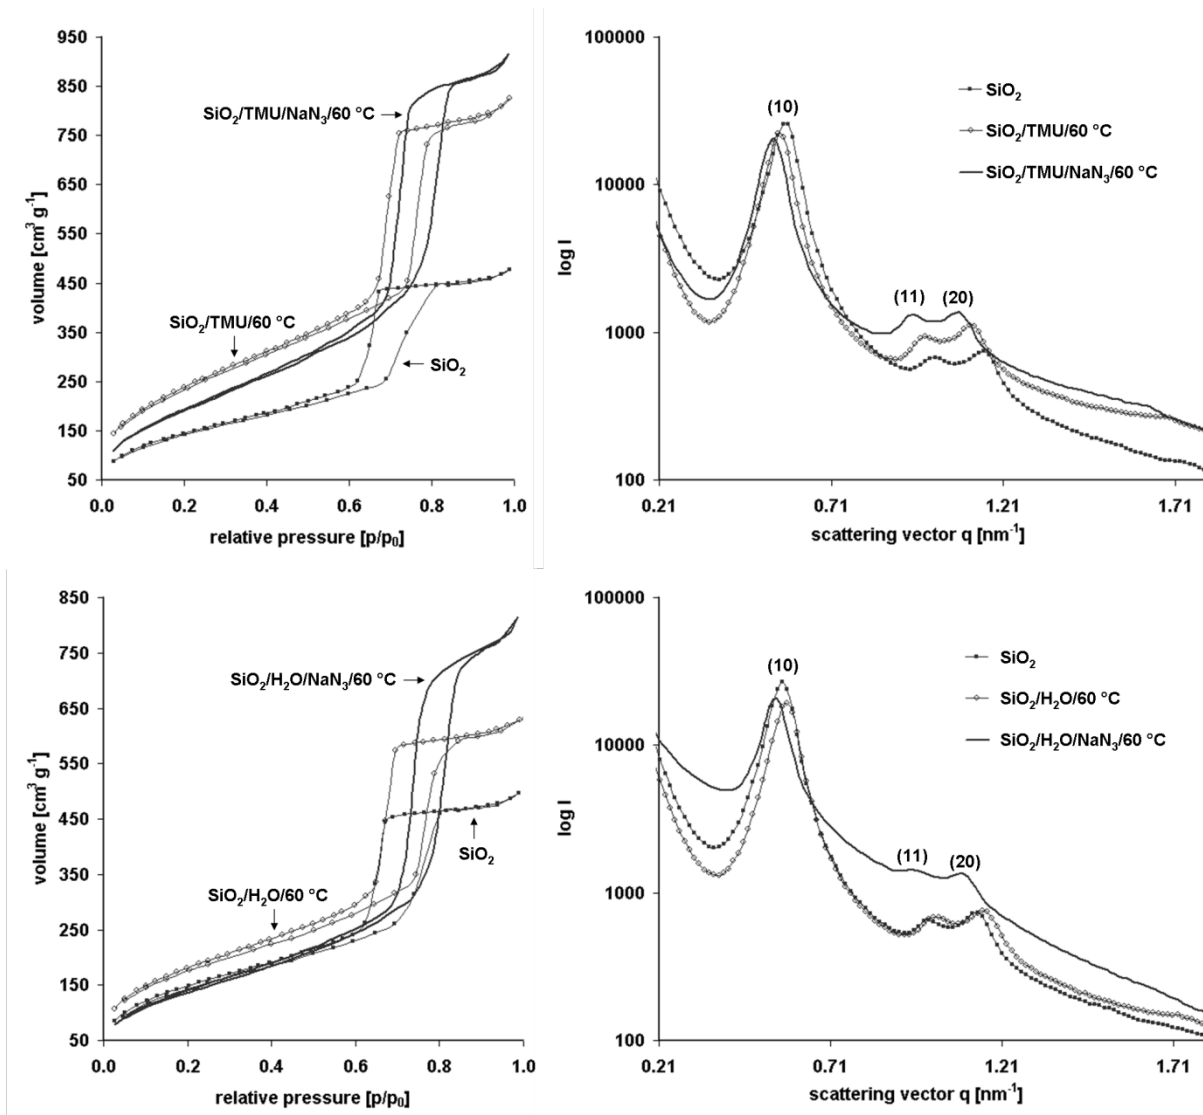 950
850
750
650
550
450
350
250
150
50
volume [cm³ g⁻¹]
SiO₂/TMU/NaN₃/60 °C
SiO₂/TMU/60 °C
SiO₂
0.0 0.2 0.4 0.6 0.8 1.0
relative pressure [p/p₀]
100000
10000
1000
100
log I
(10)
(11)
(20)
SiO₂
SiO₂/TMU/60 °C
SiO₂/TMU/NaN₃/60 °C
0.21 0.71 1.21 1.71
scattering vector q [nm⁻¹]
850
750
650
550
450
350
250
150
50
volume [cm³ g⁻¹]
SiO₂/H₂O/NaN₃/60 °C
SiO₂
SiO₂/H₂O/60 °C
0.0 0.2 0.4 0.6 0.8 1.0
relative pressure [p/p₀]
100000
10000
1000
100
log I
(10)
(11)
(20)
SiO₂
SiO₂/H₂O/60 °C
SiO₂/H₂O/NaN₃/60 °C
0.21 0.71 1.21 1.71
scattering vector q [nm⁻¹]